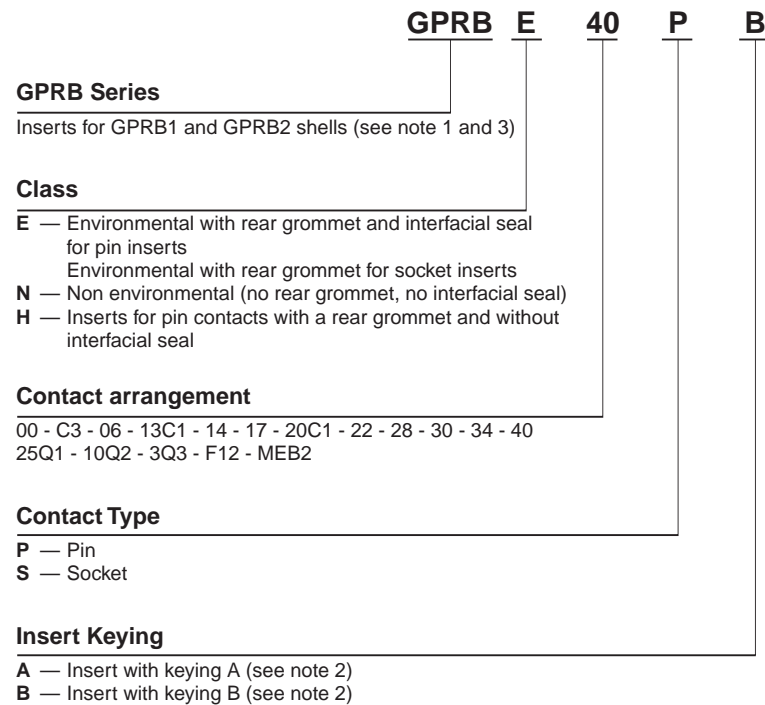 GPRB E 40 P B
GPRB Series
Inserts for GPRB1 and GPRB2 shells (see note 1 and 3)
Class
E — Environmental with rear grommet and interfacial seal
for pin inserts
Environmental with rear grommet for socket inserts
N — Non environmental (no rear grommet, no interfacial seal)
H — Inserts for pin contacts with a rear grommet and without
interfacial seal
Contact arrangement
00 - C3 - 06 - 13C1 - 14 - 17 - 20C1 - 22 - 28 - 30 - 34 - 40
25Q1 - 10Q2 - 3Q3 - F12 - MEB2
Contact Type
P — Pin
S — Socket
Insert Keying
A — Insert with keying A (see note 2)
B — Insert with keying B (see note 2)